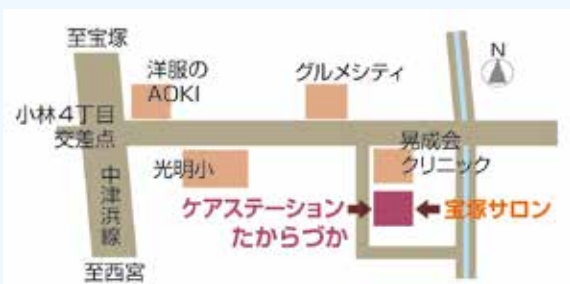 至宝塚
洋服の
AOKI
グルメシティ
N
小林4丁目
交差点
晃成会
クリニック
光明小
中津浜線
ケアステーション
たからづか
宝塚サロン
至西宮